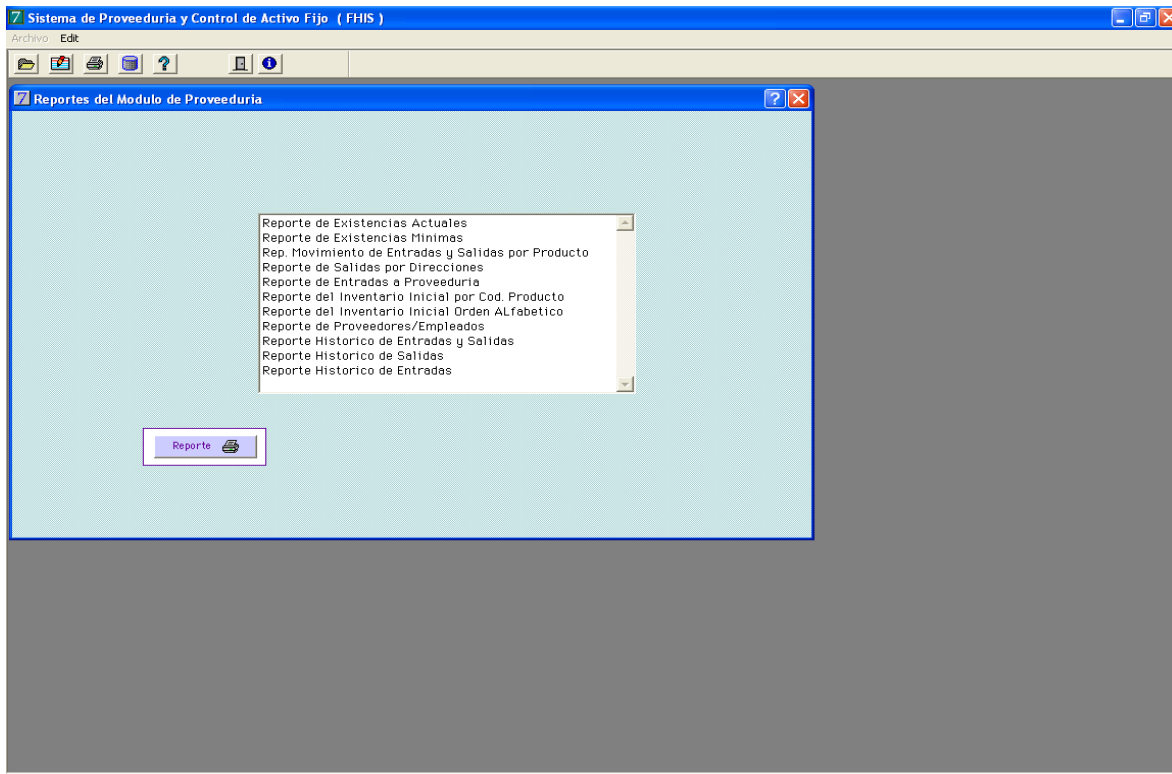 Sistema de Proveeduria y Control de Activo Fijo ( FHIS )
Archivo Edit
Reportes del Modulo de Proveeduria
Reporte de Existencias Actuales
Reporte de Existencias Minimas
Rep. Movimiento de Entradas y Salidas por Producto
Reporte de Salidas por Direcciones
Reporte de Entradas a Proveeduria
Reporte del Inventario Inicial por Cod. Producto
Reporte del Inventario Inicial Orden ALfabetico
Reporte de Proveedores/Empleados
Reporte Historico de Entradas y Salidas
Reporte Historico de Salidas
Reporte Historico de Entradas
Reporte